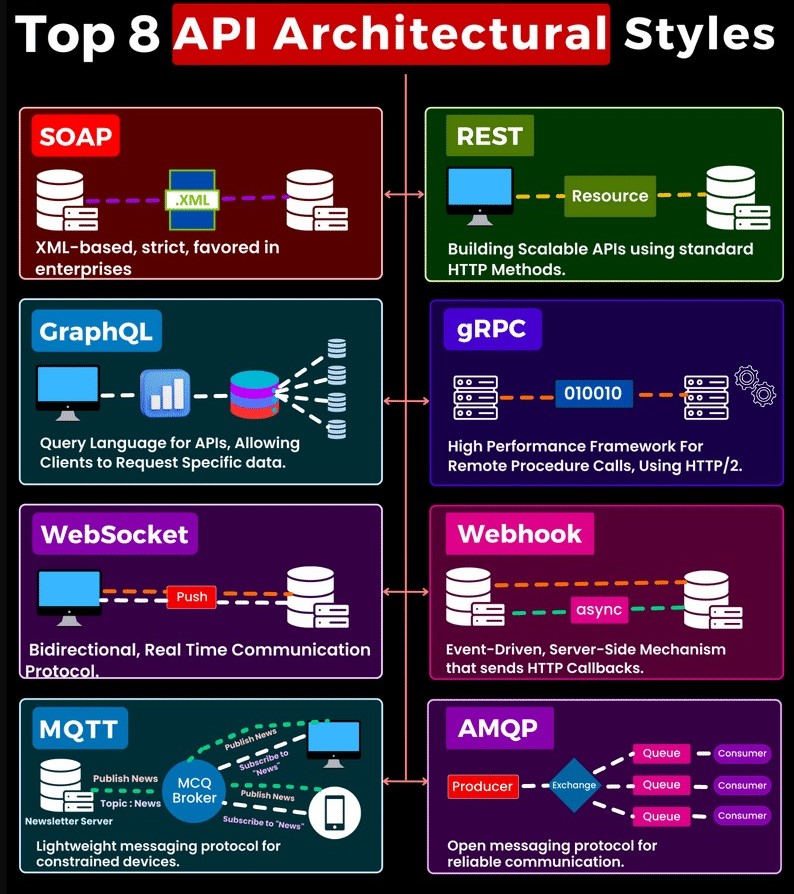 Top 8 API Architectural Styles
SOAP
.XML
XML-based, strict, favored in
enterprises
REST
Resource
Building Scalable APIs using standard
HTTP Methods.
GraphQL
Query Language for APIs, Allowing
Clients to Request Specific data.
gRPC
010010
High Performance Framework For
Remote Procedure Calls, Using HTTP/2.
WebSocket
Push
Bidirectional, Real Time Communication
Protocol.
Webhook
async
Event-Driven, Server-Side Mechanism
that sends HTTP Callbacks.
MQTT
Publish News
Topic : News
Newsletter Server
MCQ
Broker
Publish News
Subscribe to
"News"
Publish News
Subscribe to "News"
Lightweight messaging protocol for
constrained devices.
AMQP
Producer
Exchange
Queue
Consumer
Queue
Consumer
Queue
Consumer
Open messaging protocol for
reliable communication.